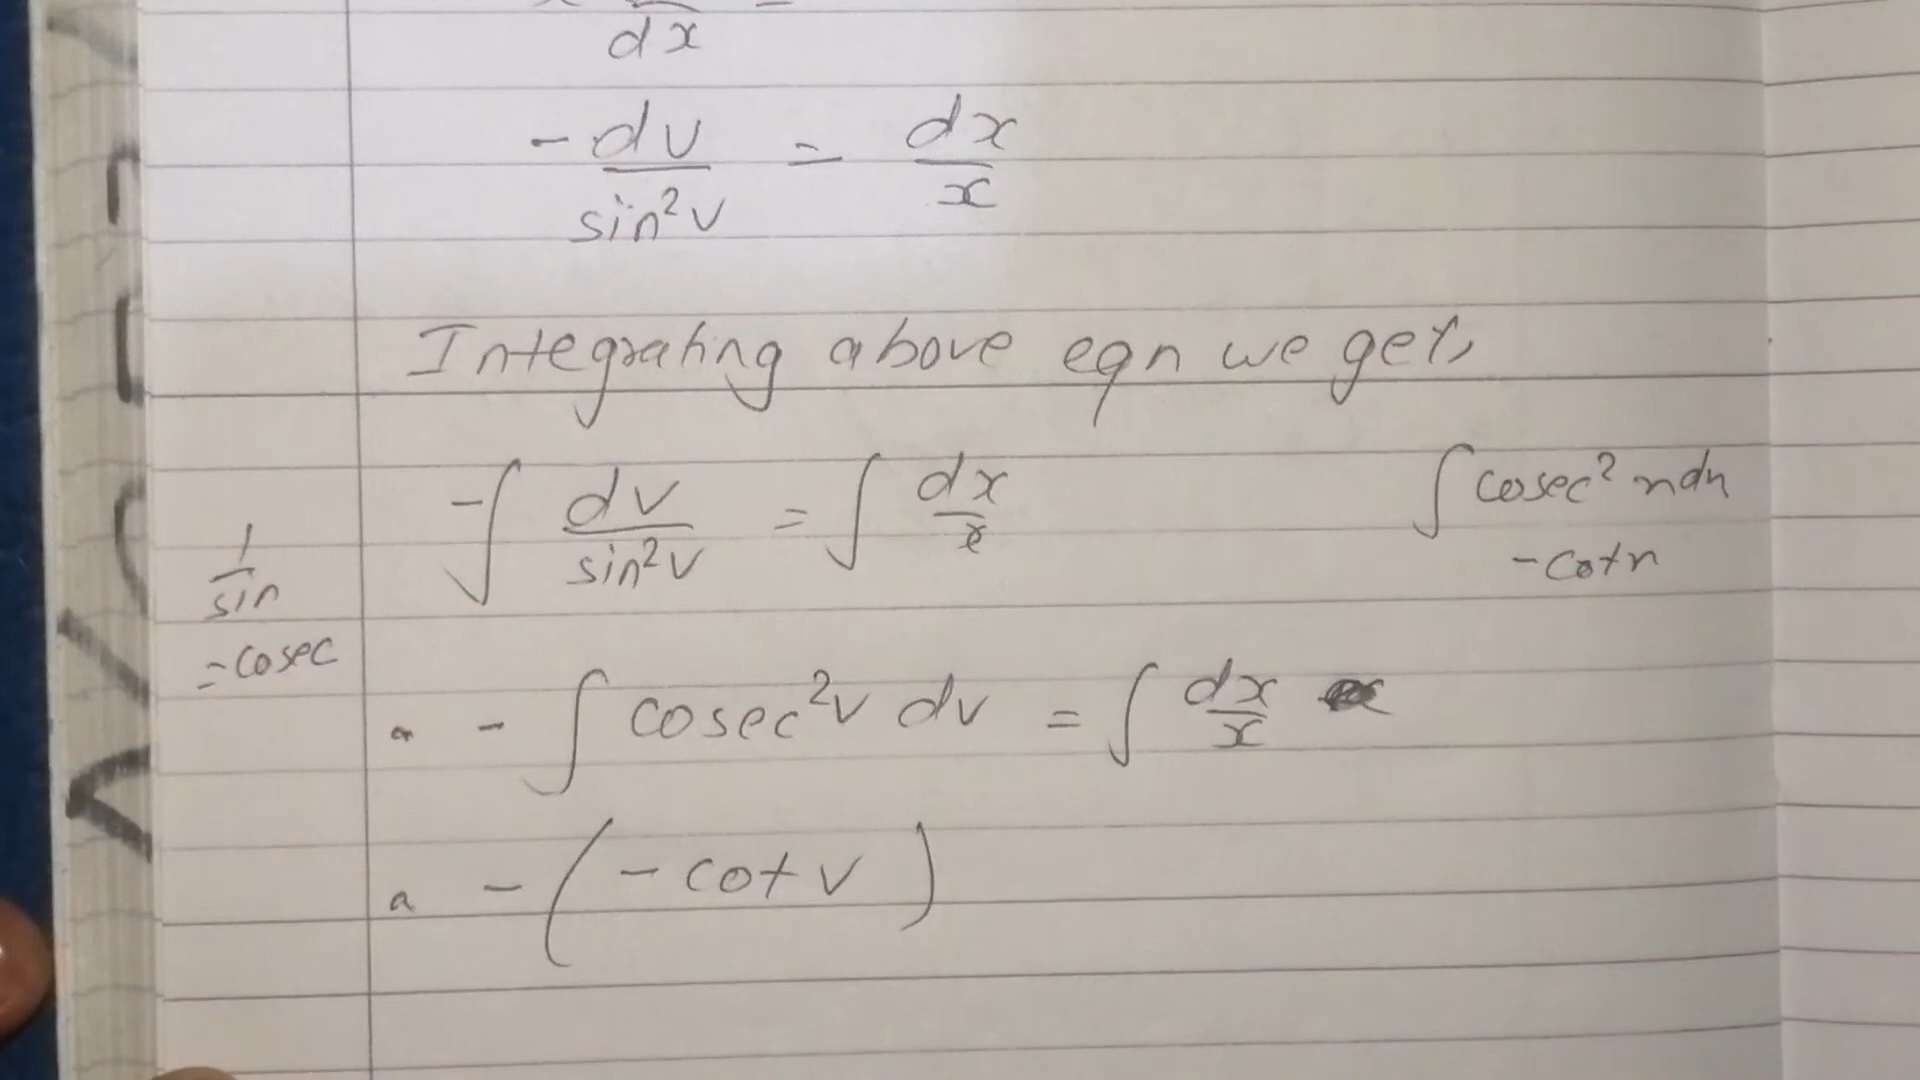 dx
-dv/sin²v = dx/x
Integrating above eqn we get,
-∫ dv/sin²v = ∫ dx/x
∫ cosec² x dx
-cot x
1/sin
= cosec
- ∫ cosec²v dv = ∫ dx/x
- (-cot v)